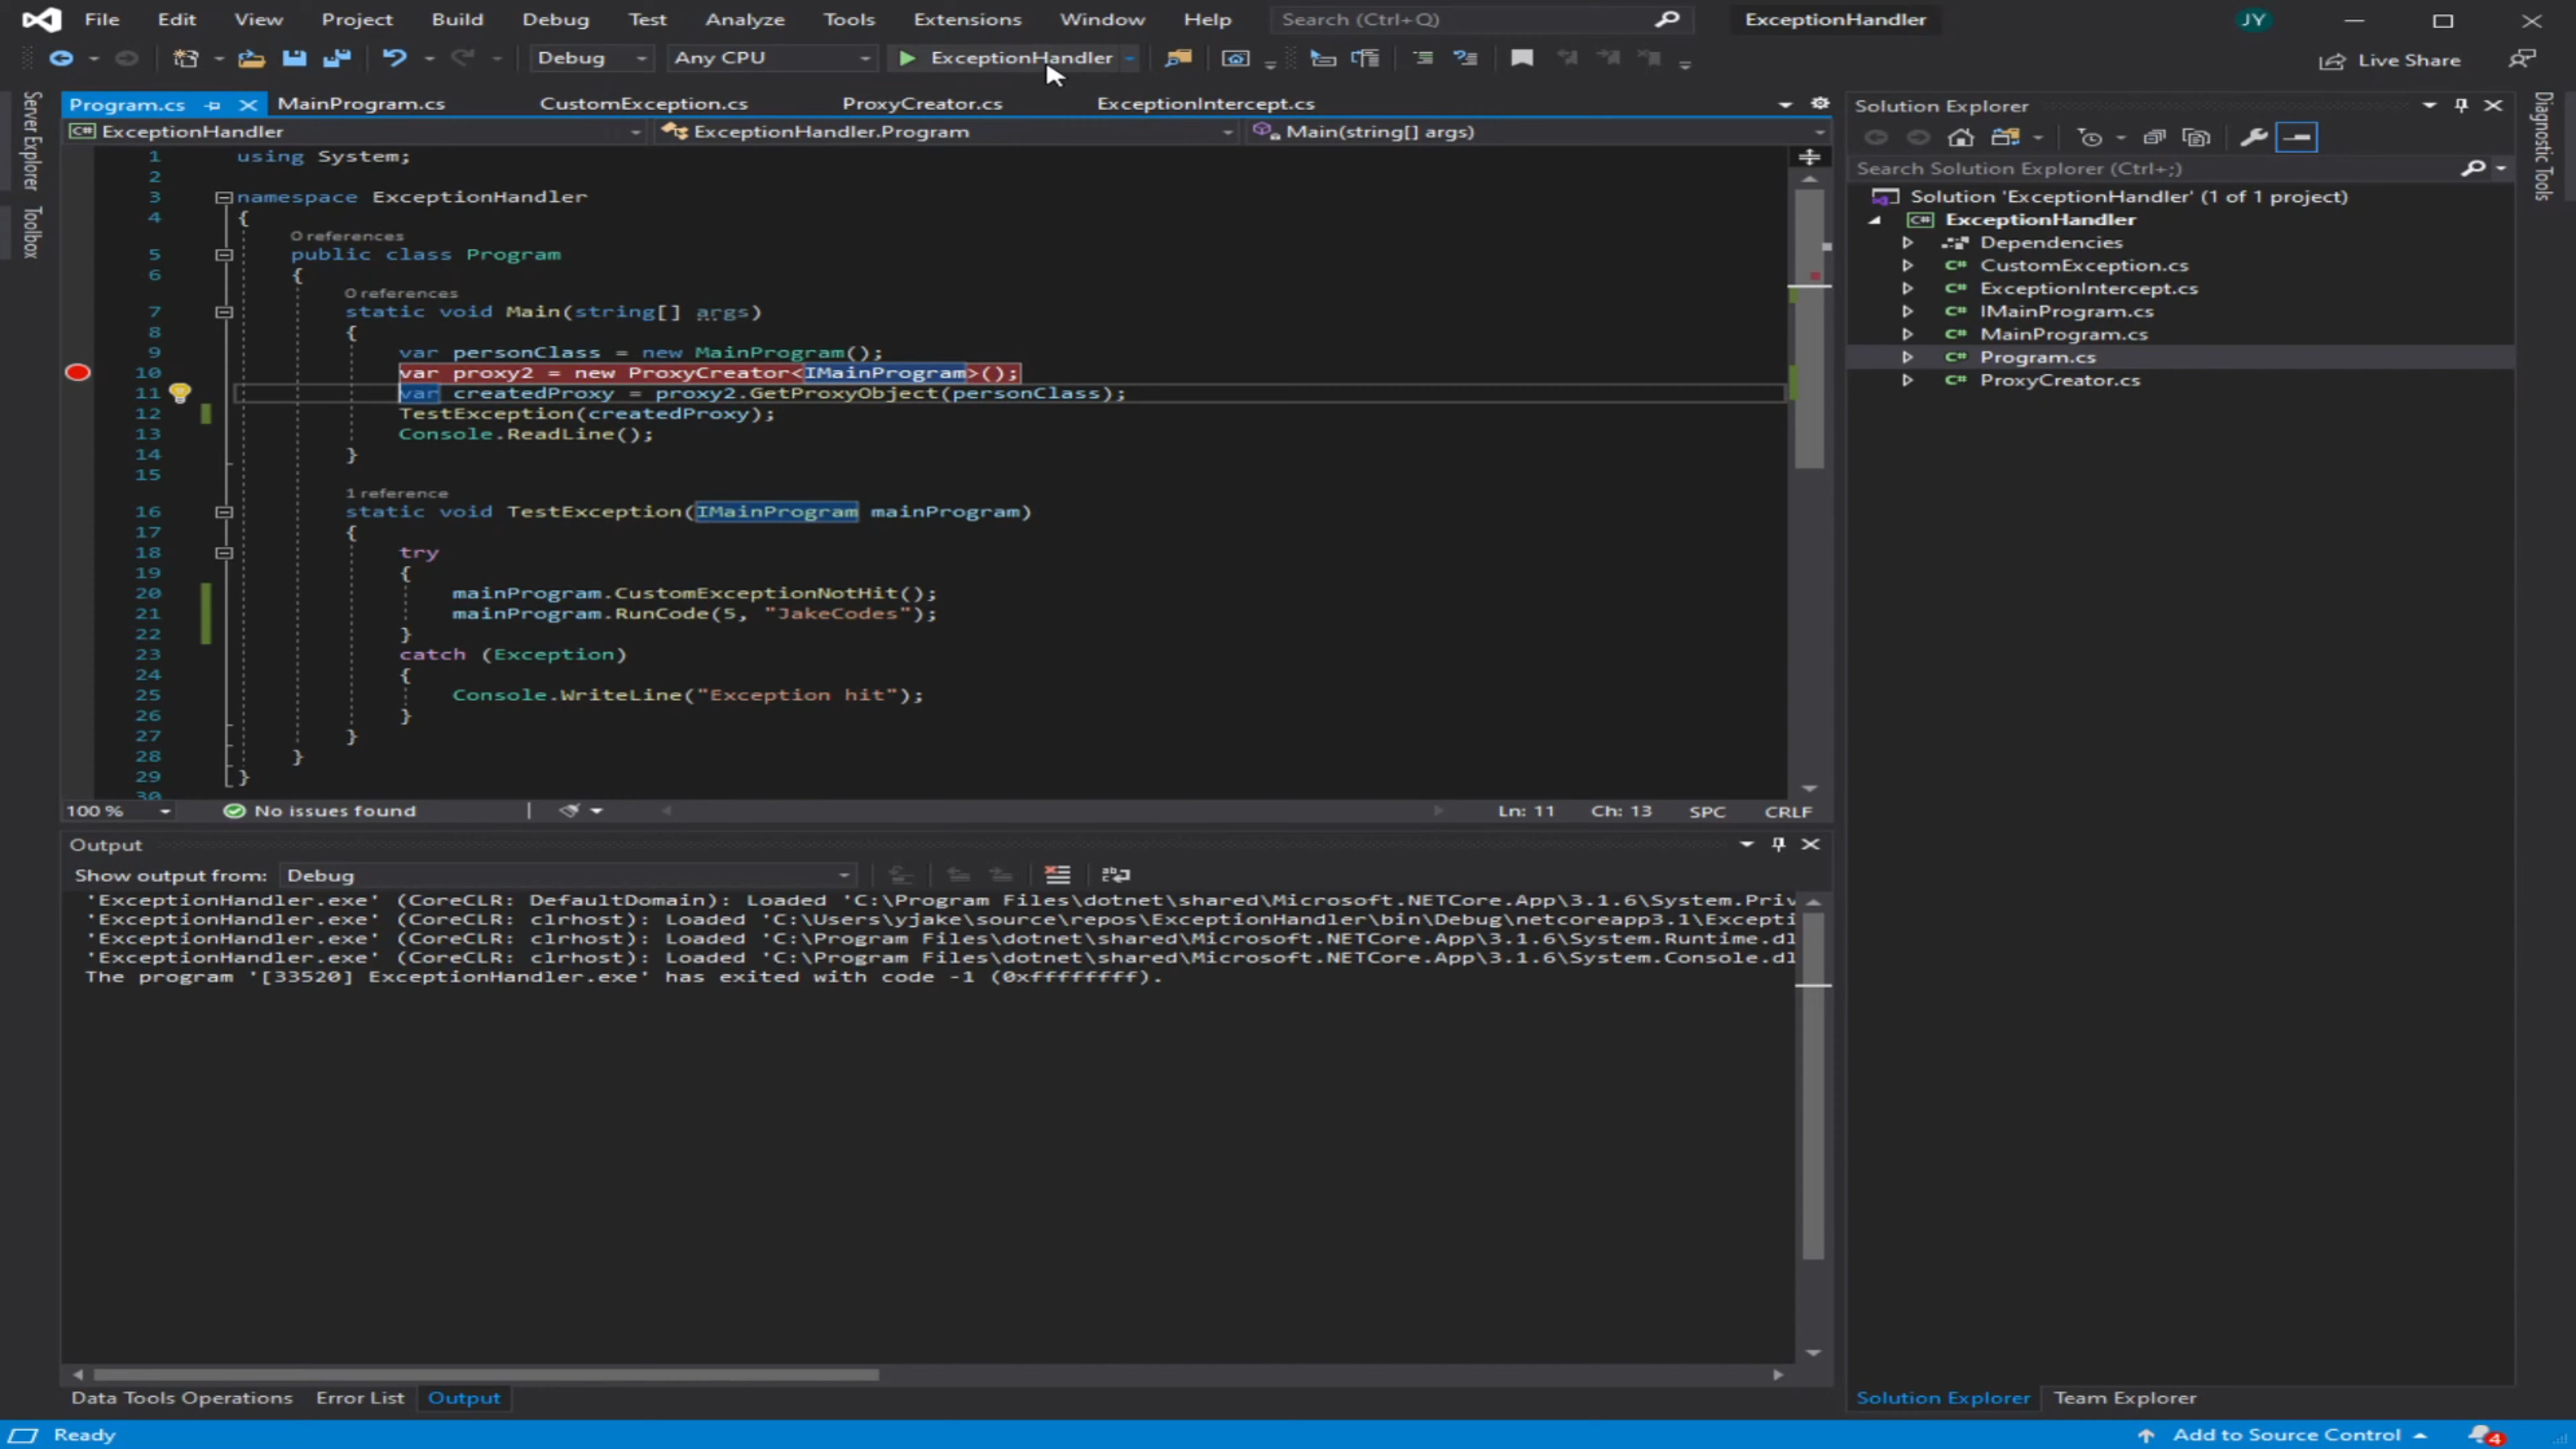 File Edit View Project Build Debug Test Analyze Tools Extensions Window Help Search (Ctrl+Q) ExceptionHandler JY
Debug Any CPU ExceptionHandler Live Share
Server Explorer
Toolbox
Program.cs MainProgram.cs CustomException.cs ProxyCreator.cs ExceptionIntercept.cs
ExceptionHandler ExceptionHandler.Program Main(string[] args)
1 using System;
2
3 namespace ExceptionHandler
4 {
0 references
5 public class Program
6 {
0 references
7 static void Main(string[] args)
8 {
9 var personClass = new MainProgram();
10 var proxy2 = new ProxyCreator<IMainProgram>();
11 var createdProxy = proxy2.GetProxyObject(personClass);
12 TestException(createdProxy);
13 Console.ReadLine();
14 }
15
1 reference
16 static void TestException(IMainProgram mainProgram)
17 {
18 try
19 {
20 mainProgram.CustomExceptionNotHit();
21 mainProgram.RunCode(5, "JakeCodes");
22 }
23 catch (Exception)
24 {
25 Console.WriteLine("Exception hit");
26 }
27 }
28 }
29 }
30
100 % No issues found Ln: 11 Ch: 13 SPC CRLF
Output
Show output from: Debug
'ExceptionHandler.exe' (CoreCLR: DefaultDomain): Loaded 'C:\Program Files\dotnet\shared\Microsoft.NETCore.App\3.1.6\System.Priv
'ExceptionHandler.exe' (CoreCLR: clrhost): Loaded 'C:\Users\yjake\source\repos\ExceptionHandler\bin\Debug\netcoreapp3.1\Excepti
'ExceptionHandler.exe' (CoreCLR: clrhost): Loaded 'C:\Program Files\dotnet\shared\Microsoft.NETCore.App\3.1.6\System.Runtime.dl
'ExceptionHandler.exe' (CoreCLR: clrhost): Loaded 'C:\Program Files\dotnet\shared\Microsoft.NETCore.App\3.1.6\System.Console.dl
The program '[33520] ExceptionHandler.exe' has exited with code -1 (0xffffffff).
Data Tools Operations Error List Output
Solution Explorer
Search Solution Explorer (Ctrl+;)
Solution 'ExceptionHandler' (1 of 1 project)
C# ExceptionHandler
Dependencies
C# CustomException.cs
C# ExceptionIntercept.cs
C# IMainProgram.cs
C# MainProgram.cs
C# Program.cs
C# ProxyCreator.cs
Solution Explorer Team Explorer
Diagnostic Tools
Ready Add to Source Control 4